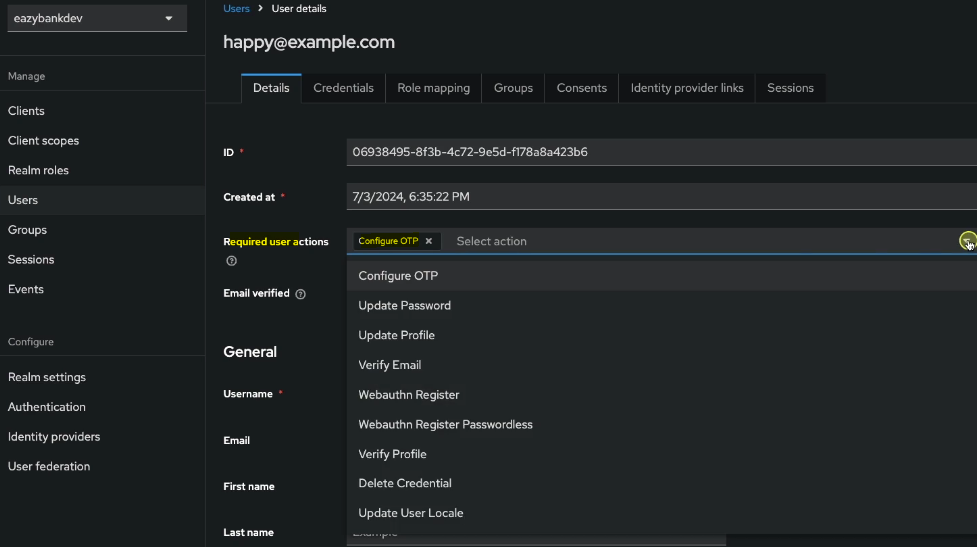 eazybankdev
Manage
Clients
Client scopes
Realm roles
Users
Groups
Sessions
Events
Configure
Realm settings
Authentication
Identity providers
User federation
Users > User details
happy@example.com
Details Credentials Role mapping Groups Consents Identity provider links Sessions
ID * 06938495-8f3b-4c72-9e5d-f178a8a423b6
Created at * 7/3/2024, 6:35:22 PM
Required user actions Configure OTP × Select action
?
Configure OTP
Email verified ?
Update Password
Update Profile
General
Verify Email
Username *
Webauthn Register
Webauthn Register Passwordless
Email
Verify Profile
First name
Delete Credential
Update User Locale
Last name